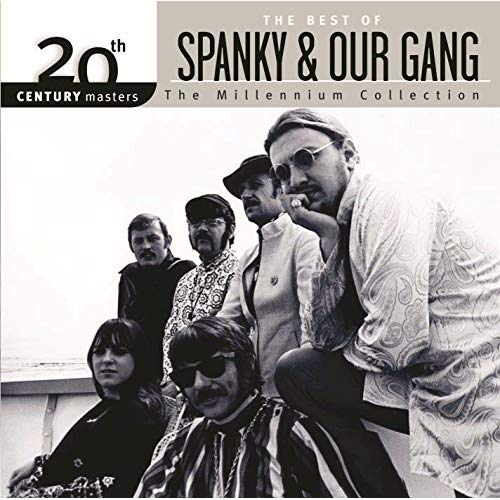 THE BEST OF
20th
SPANKY & OUR GANG
CENTURY masters
The Millennium Collection